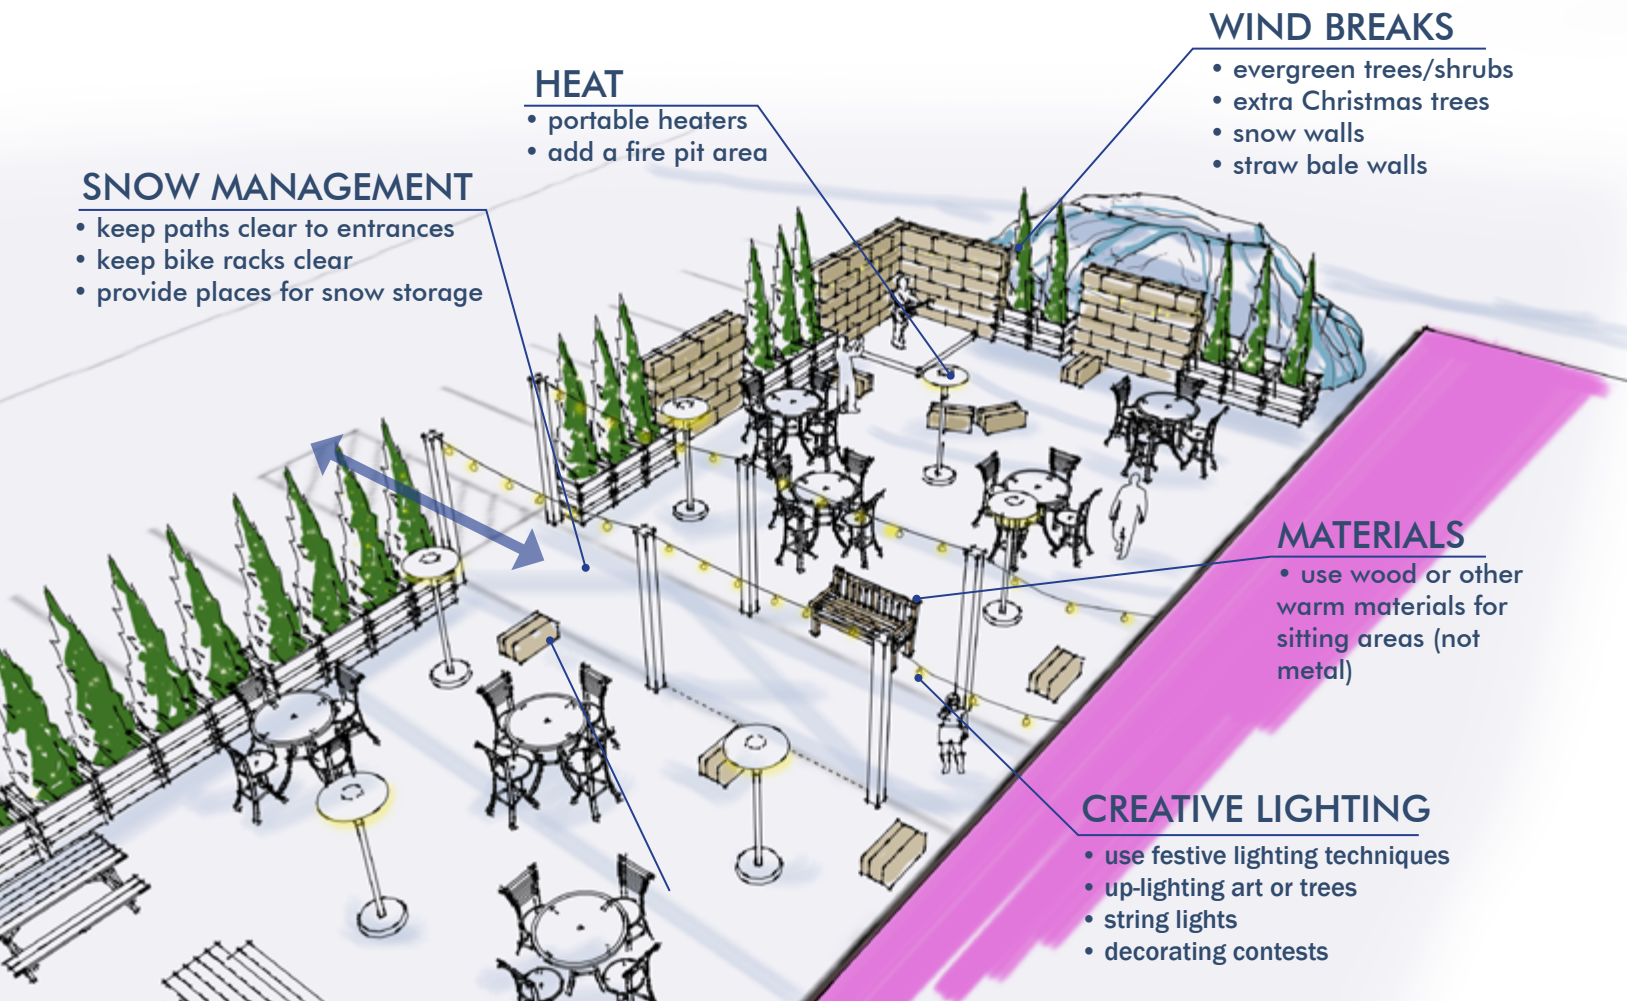 WIND BREAKS
• evergreen trees/shrubs
• extra Christmas trees
• snow walls
• straw bale walls
HEAT
• portable heaters
• add a fire pit area
SNOW MANAGEMENT
• keep paths clear to entrances
• keep bike racks clear
• provide places for snow storage
MATERIALS
• use wood or other
warm materials for
sitting areas (not
metal)
CREATIVE LIGHTING
• use festive lighting techniques
• up-lighting art or trees
• string lights
• decorating contests